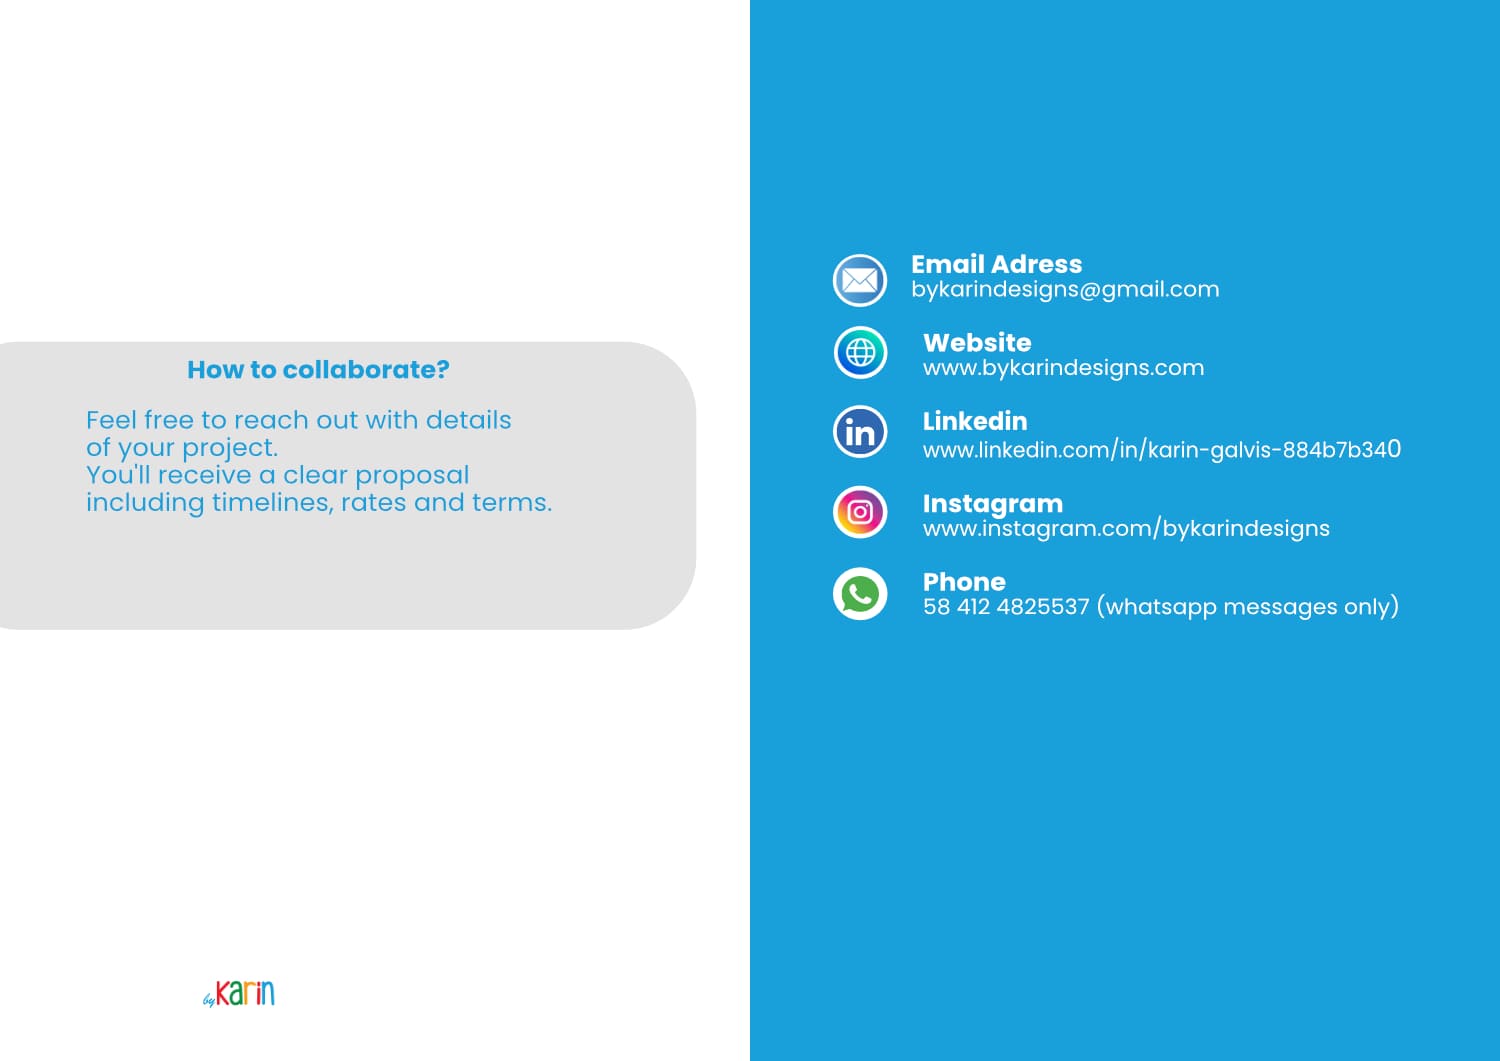 How to collaborate?
Feel free to reach out with details
of your project.
You'll receive a clear proposal
including timelines, rates and terms.
by Karin
Email Adress
bykarindesigns@gmail.com
Website
www.bykarindesigns.com
Linkedin
www.linkedin.com/in/karin-galvis-884b7b340
Instagram
www.instagram.com/bykarindesigns
Phone
58 412 4825537 (whatsapp messages only)